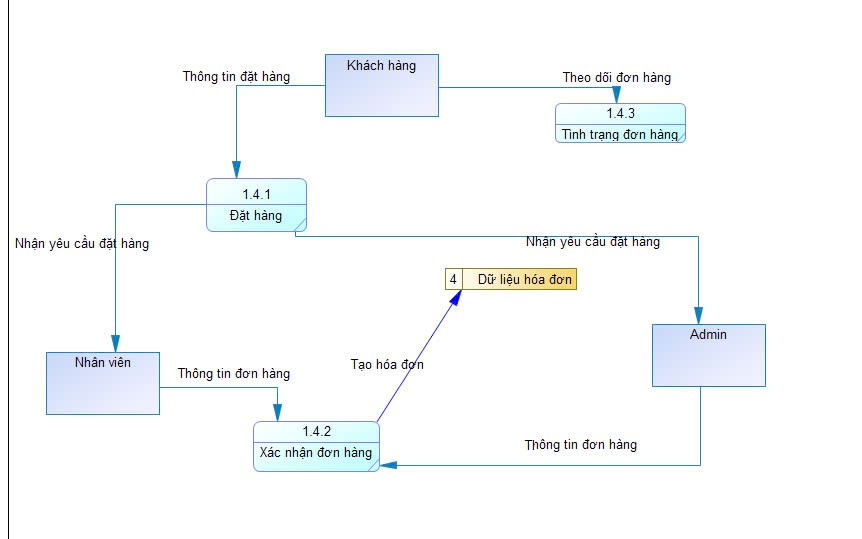 Khách hàng
Thông tin đặt hàng
Theo dõi đơn hàng
1.4.3
Tình trạng đơn hàng
1.4.1
Đặt hàng
Nhận yêu cầu đặt hàng
Nhận yêu cầu đặt hàng
4 Dữ liệu hóa đơn
Admin
Nhân viên
Tạo hóa đơn
Thông tin đơn hàng
1.4.2
Xác nhận đơn hàng
Thông tin đơn hàng